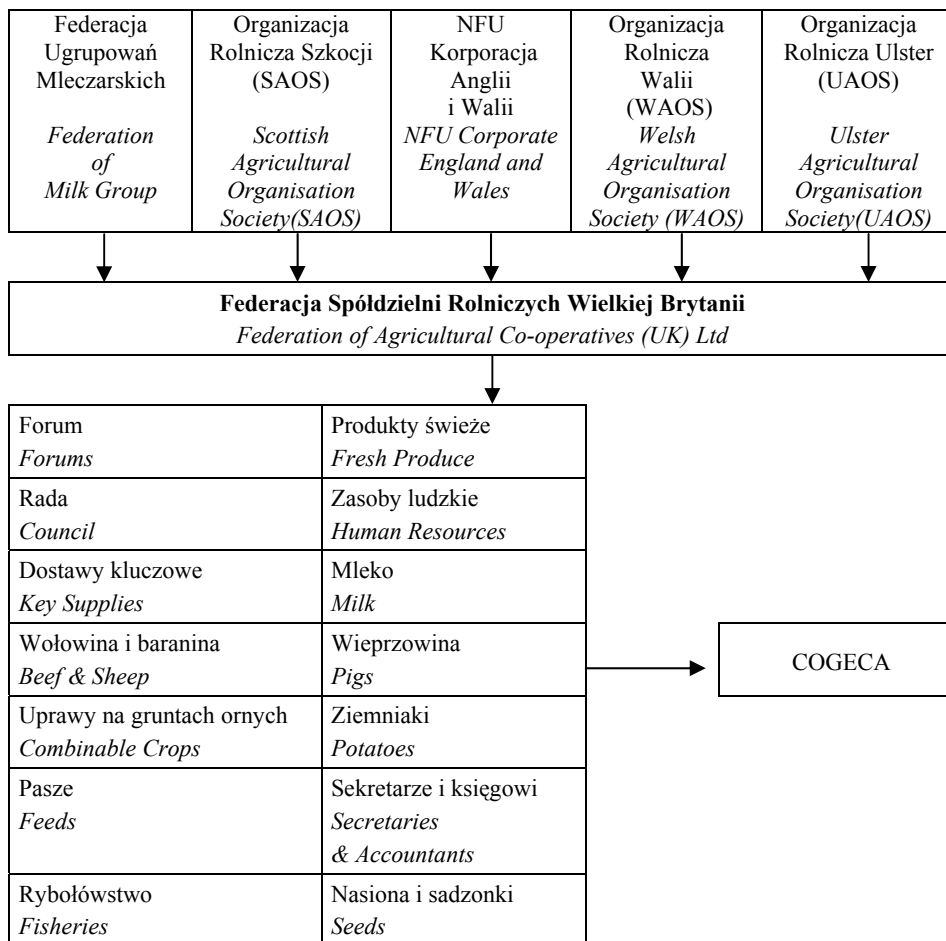 Federacja
Ugrupowań
Mleczarskich
Federation
of
Milk Group
Organizacja
Rolnicza Szkocji
(SAOS)
Scottish
Agricultural
Organisation
Society(SAOS)
NFU
Korporacja
Anglii
i Walii
NFU Corporate
England and
Wales
Organizacja
Rolnicza
Walii
(WAOS)
Welsh
Agricultural
Organisation
Society (WAOS)
Organizacja
Rolnicza Ulster
(UAOS)
Ulster
Agricultural
Organisation
Society(UAOS)
Federacja Spółdzielni Rolniczych Wielkiej Brytanii
Federation of Agricultural Co-operatives (UK) Ltd
Forum
Forums
Produkty świeże
Fresh Produce
Rada
Council
Zasoby ludzkie
Human Resources
Dostawy kluczowe
Key Supplies
Mleko
Milk
Wołowina i baranina
Beef & Sheep
Wieprzowina
Pigs
COGECA
Uprawy na gruntach ornych
Combinable Crops
Ziemniaki
Potatoes
Pasze
Feeds
Sekretarze i księgowi
Secretaries
& Accountants
Rybołówstwo
Fisheries
Nasiona i sadzonki
Seeds